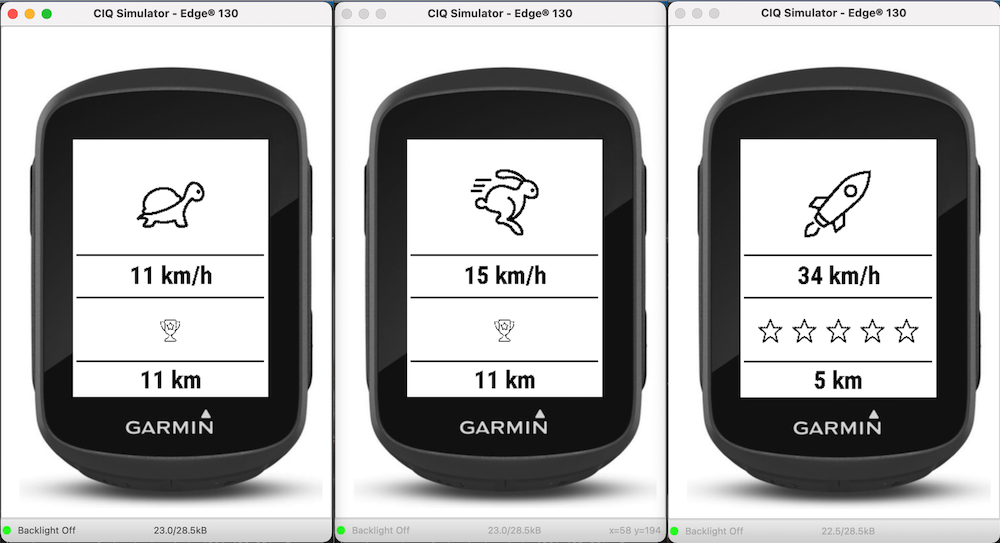 CIQ Simulator - Edge® 130
11 km/h
11 km
GARMIN
Backlight Off 23.0/28.5kB
CIQ Simulator - Edge® 130
15 km/h
11 km
GARMIN
Backlight Off 23.0/28.5kB x=58 y=194
CIQ Simulator - Edge® 130
34 km/h
5 km
GARMIN
Backlight Off 22.5/28.5kB